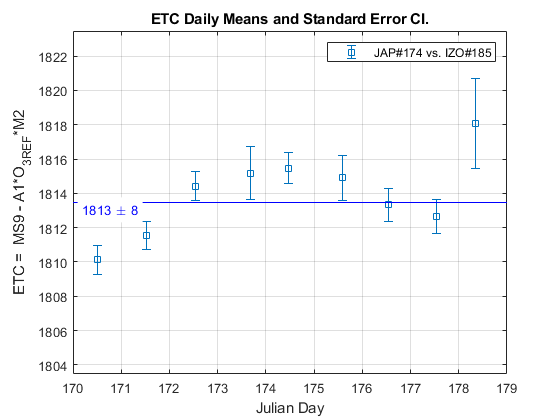 ETC Daily Means and Standard Error CI.
JAP#174 vs. IZO#185
ETC = MS9 - A1*O3REF*M2
1822
1820
1818
1816
1814
1812
1810
1808
1806
1804
1813 ± 8
170 171 172 173 174 175 176 177 178 179
Julian Day